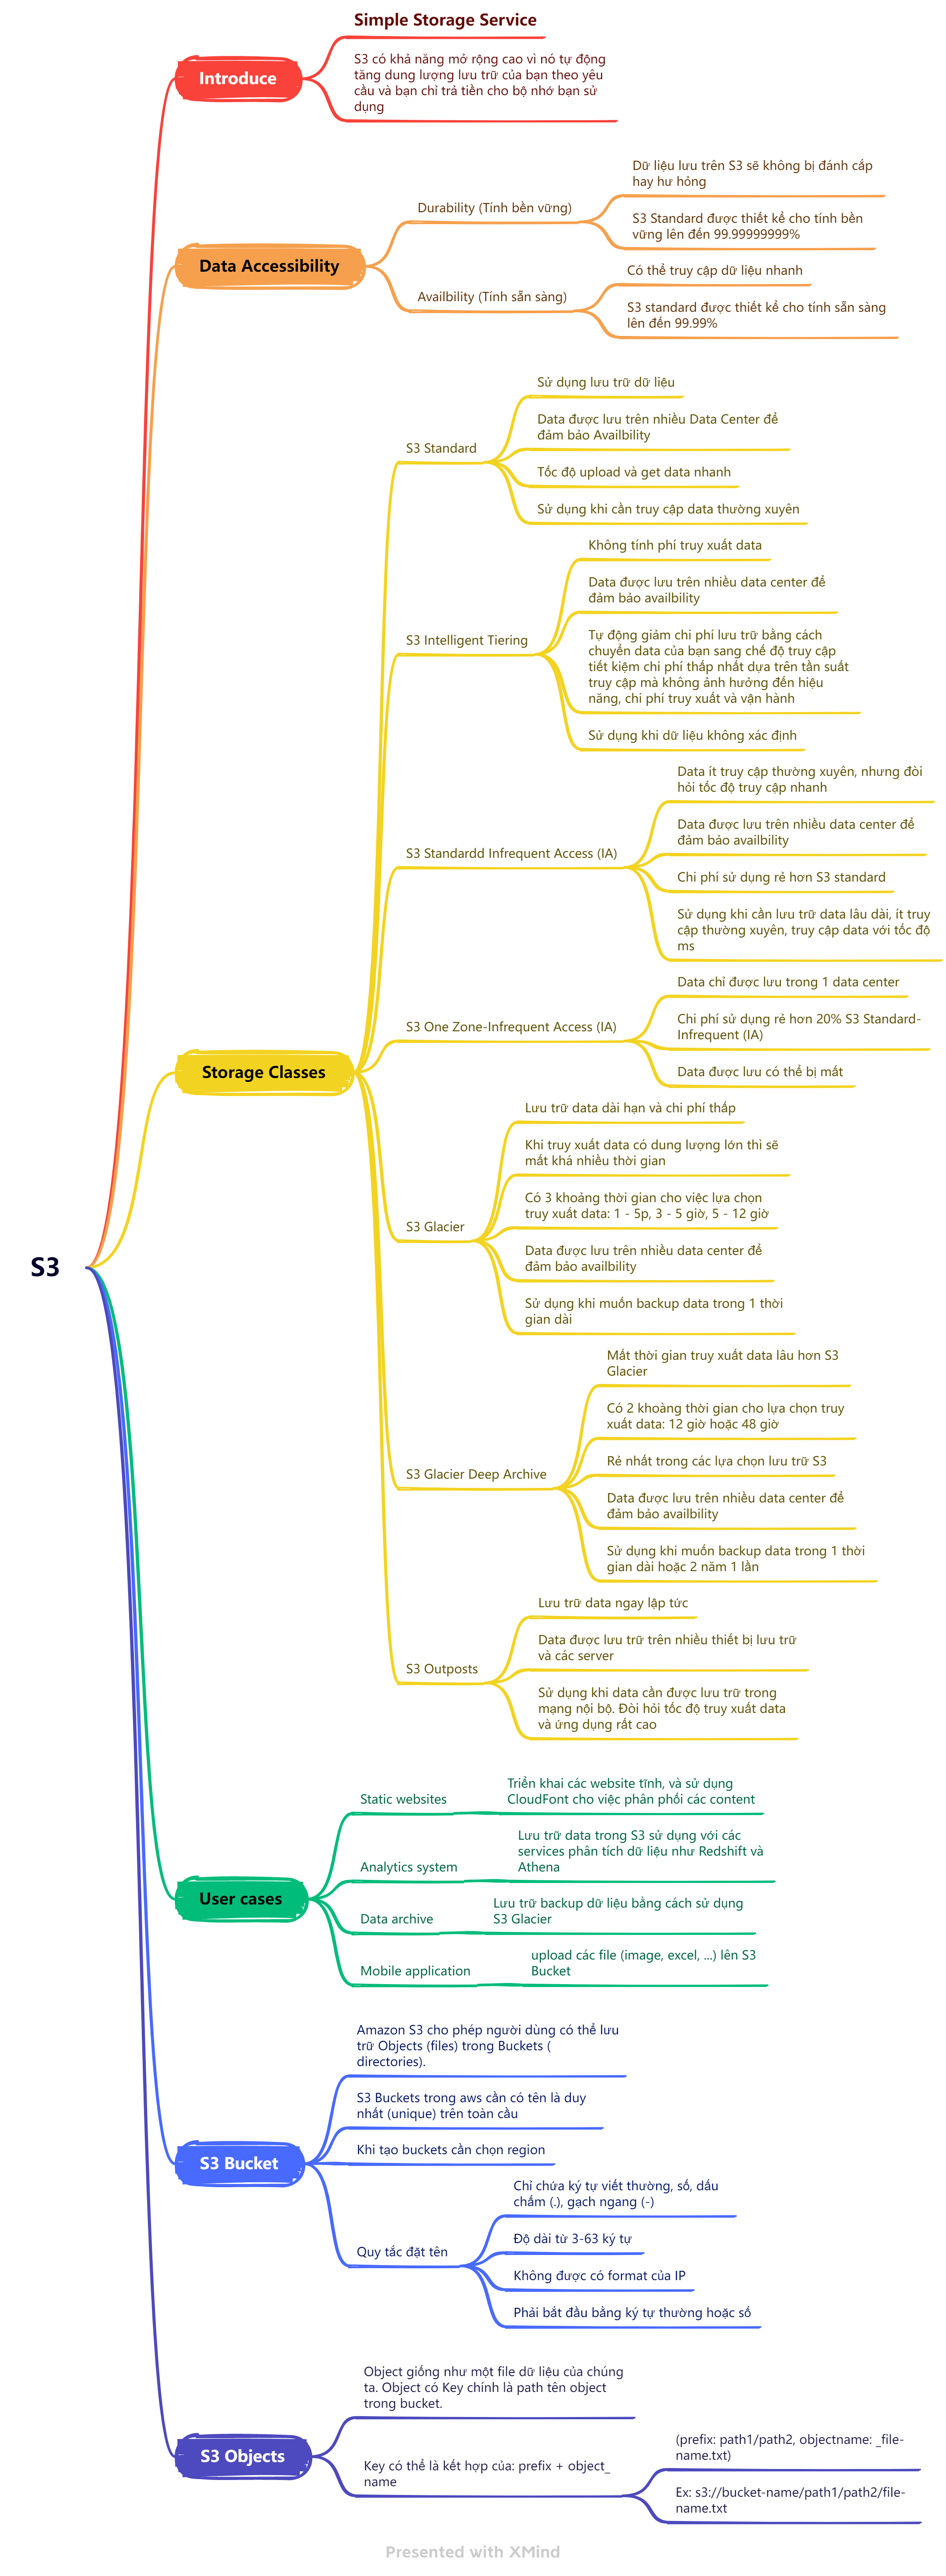 S3
Introduce
Simple Storage Service
S3 có khả năng mở rộng cao vì nó tự động
tăng dung lượng lưu trữ của bạn theo yêu
cầu và bạn chỉ trả tiền cho bộ nhớ bạn sử
dụng
Data Accessibility
Durability (Tính bền vững)
Dữ liệu lưu trên S3 sẽ không bị đánh cắp
hay hư hỏng
S3 Standard được thiết kể cho tính bền
vững lên đến 99.99999999%
Availbility (Tính sẵn sàng)
Có thể truy cập dữ liệu nhanh
S3 standard được thiết kể cho tính sẵn sàng
lên đến 99.99%
Storage Classes
S3 Standard
Sử dụng lưu trữ dữ liệu
Data được lưu trên nhiều Data Center để
đảm bảo Availbility
Tốc độ upload và get data nhanh
Sử dụng khi cần truy cập data thường xuyên
S3 Intelligent Tiering
Không tính phí truy xuất data
Data được lưu trên nhiều data center để
đảm bảo availbility
Tự động giảm chi phí lưu trữ bằng cách
chuyển data của bạn sang chế độ truy cập
tiết kiệm chi phí thấp nhất dựa trên tần suất
truy cập mà không ảnh hưởng đến hiệu
năng, chi phí truy xuất và vận hành
Sử dụng khi dữ liệu không xác định
S3 Standardd Infrequent Access (IA)
Data ít truy cập thường xuyên, nhưng đòi
hỏi tốc độ truy cập nhanh
Data được lưu trên nhiều data center để
đảm bảo availbility
Chi phí sử dụng rẻ hơn S3 standard
Sử dụng khi cần lưu trữ data lâu dài, ít truy
cập thường xuyên, truy cập data với tốc độ
ms
S3 One Zone-Infrequent Access (IA)
Data chỉ được lưu trong 1 data center
Chi phí sử dụng rẻ hơn 20% S3 Standard-
Infrequent (IA)
Data được lưu có thể bị mất
S3 Glacier
Lưu trữ data dài hạn và chi phí thấp
Khi truy xuất data có dung lượng lớn thì sẽ
mất khá nhiều thời gian
Có 3 khoảng thời gian cho việc lựa chọn
truy xuất data: 1 - 5p, 3 - 5 giờ, 5 - 12 giờ
Data được lưu trên nhiều data center để
đảm bảo availbility
Sử dụng khi muốn backup data trong 1 thời
gian dài
S3 Glacier Deep Archive
Mất thời gian truy xuất data lâu hơn S3
Glacier
Có 2 khoảng thời gian cho lựa chọn truy
xuất data: 12 giờ hoặc 48 giờ
Rẻ nhất trong các lựa chọn lưu trữ S3
Data được lưu trên nhiều data center để
đảm bảo availbility
Sử dụng khi muốn backup data trong 1 thời
gian dài hoặc 2 năm 1 lần
S3 Outposts
Lưu trữ data ngay lập tức
Data được lưu trữ trên nhiều thiết bị lưu trữ
và các server
Sử dụng khi data cần được lưu trữ trong
mạng nội bộ. Đòi hỏi tốc độ truy xuất data
và ứng dụng rất cao
User cases
Static websites
Triển khai các website tĩnh, và sử dụng
CloudFont cho việc phân phối các content
Analytics system
Lưu trữ data trong S3 sử dụng với các
services phân tích dữ liệu như Redshift và
Athena
Data archive
Lưu trữ backup dữ liệu bằng cách sử dụng
S3 Glacier
Mobile application
upload các file (image, excel, ...) lên S3
Bucket
S3 Bucket
Amazon S3 cho phép người dùng có thể lưu
trữ Objects (files) trong Buckets (
directories).
S3 Buckets trong aws cần có tên là duy
nhất (unique) trên toàn cầu
Khi tạo buckets cần chọn region
Quy tắc đặt tên
Chỉ chứa ký tự viết thường, số, dấu
chấm (.), gạch ngang (-)
Độ dài từ 3-63 ký tự
Không được có format của IP
Phải bắt đầu bằng ký tự thường hoặc số
S3 Objects
Object giống như một file dữ liệu của chúng
ta. Object có Key chính là path tên object
trong bucket.
Key có thể là kết hợp của: prefix + object_
name
(prefix: path1/path2, objectname: _file-
name.txt)
Ex: s3://bucket-name/path1/path2/file-
name.txt
Presented with XMind